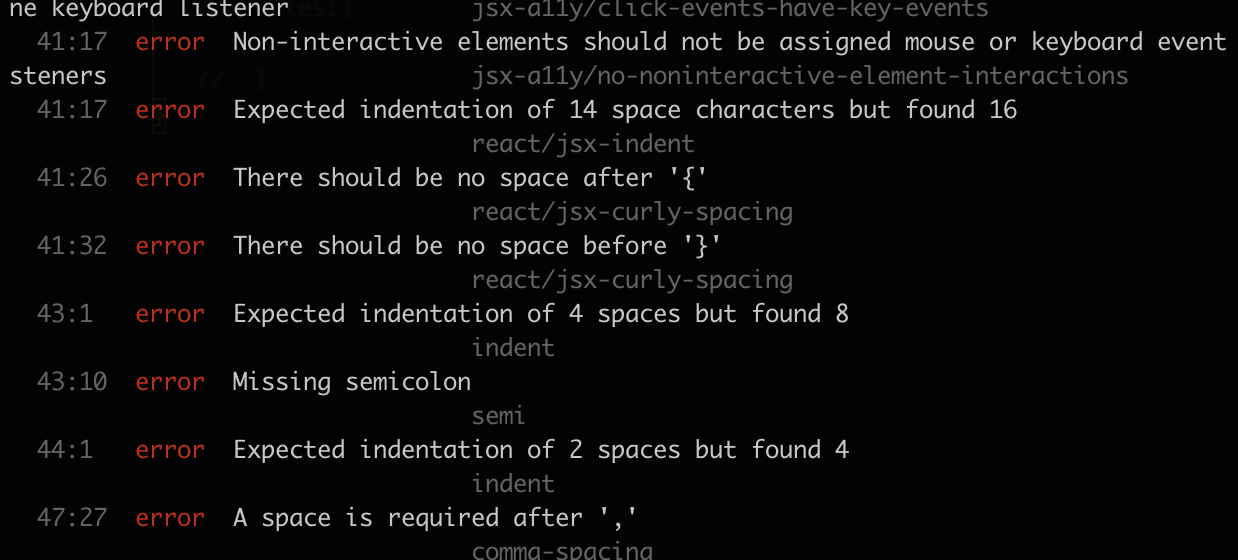 ne keyboard listener jsx-a11y/click-events-have-key-events
41:17 error Non-interactive elements should not be assigned mouse or keyboard event
steners jsx-a11y/no-noninteractive-element-interactions
41:17 error Expected indentation of 14 space characters but found 16
react/jsx-indent
41:26 error There should be no space after '{'
react/jsx-curly-spacing
41:32 error There should be no space before '}'
react/jsx-curly-spacing
43:1 error Expected indentation of 4 spaces but found 8
indent
43:10 error Missing semicolon
semi
44:1 error Expected indentation of 2 spaces but found 4
indent
47:27 error A space is required after ','
comma-spacing